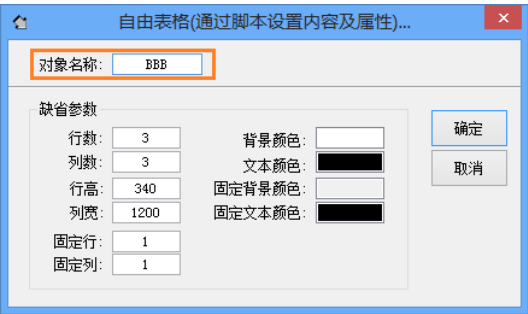 自由表格(通过脚本设置内容及属性)...
对象名称: BBB
缺省参数
行数: 3
列数: 3
行高: 340
列宽: 1200
固定行: 1
固定列: 1
背景颜色:
文本颜色:
固定背景颜色:
固定文本颜色:
确定
取消